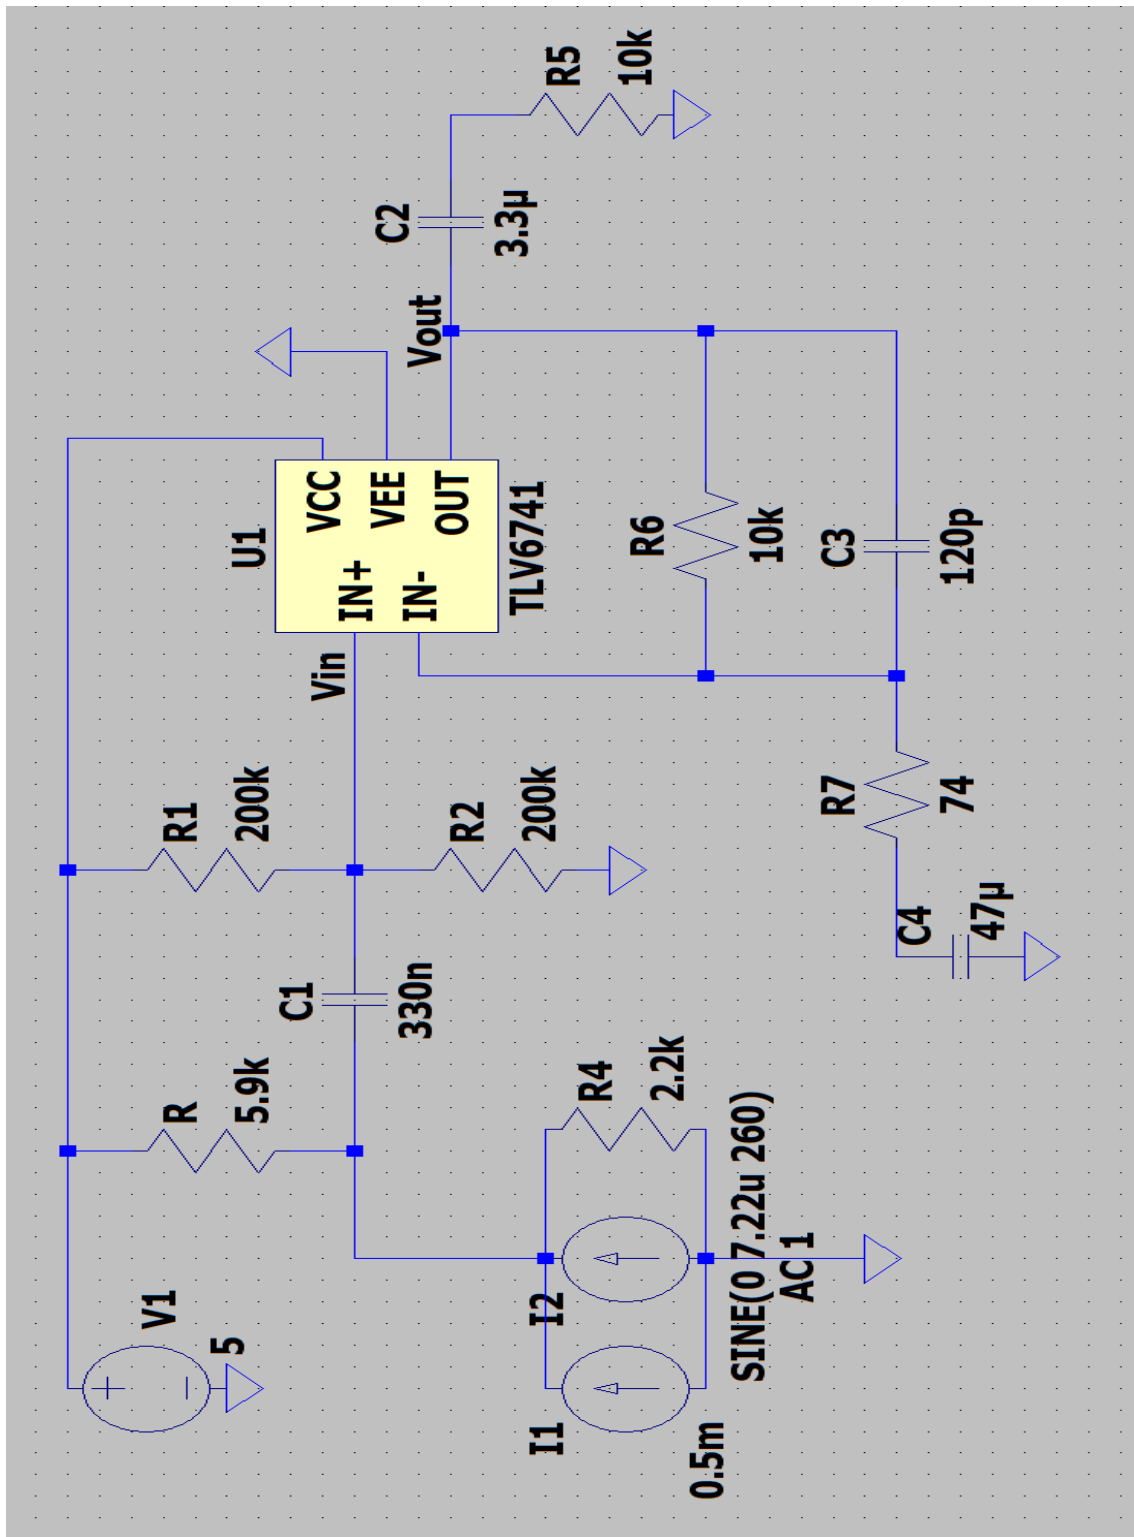 V1
5
R
5.9k
R1
200k
C1
330n
R2
200k
Vin
U1
VCC
VEE
OUT
IN+
IN-
TLV6741
Vout
C2
3.3µ
R5
10k
R6
10k
C3
120p
R7
74
C4
47µ
R4
2.2k
I2
SINE(0 7.22u 260)
AC 1
I1
0.5m